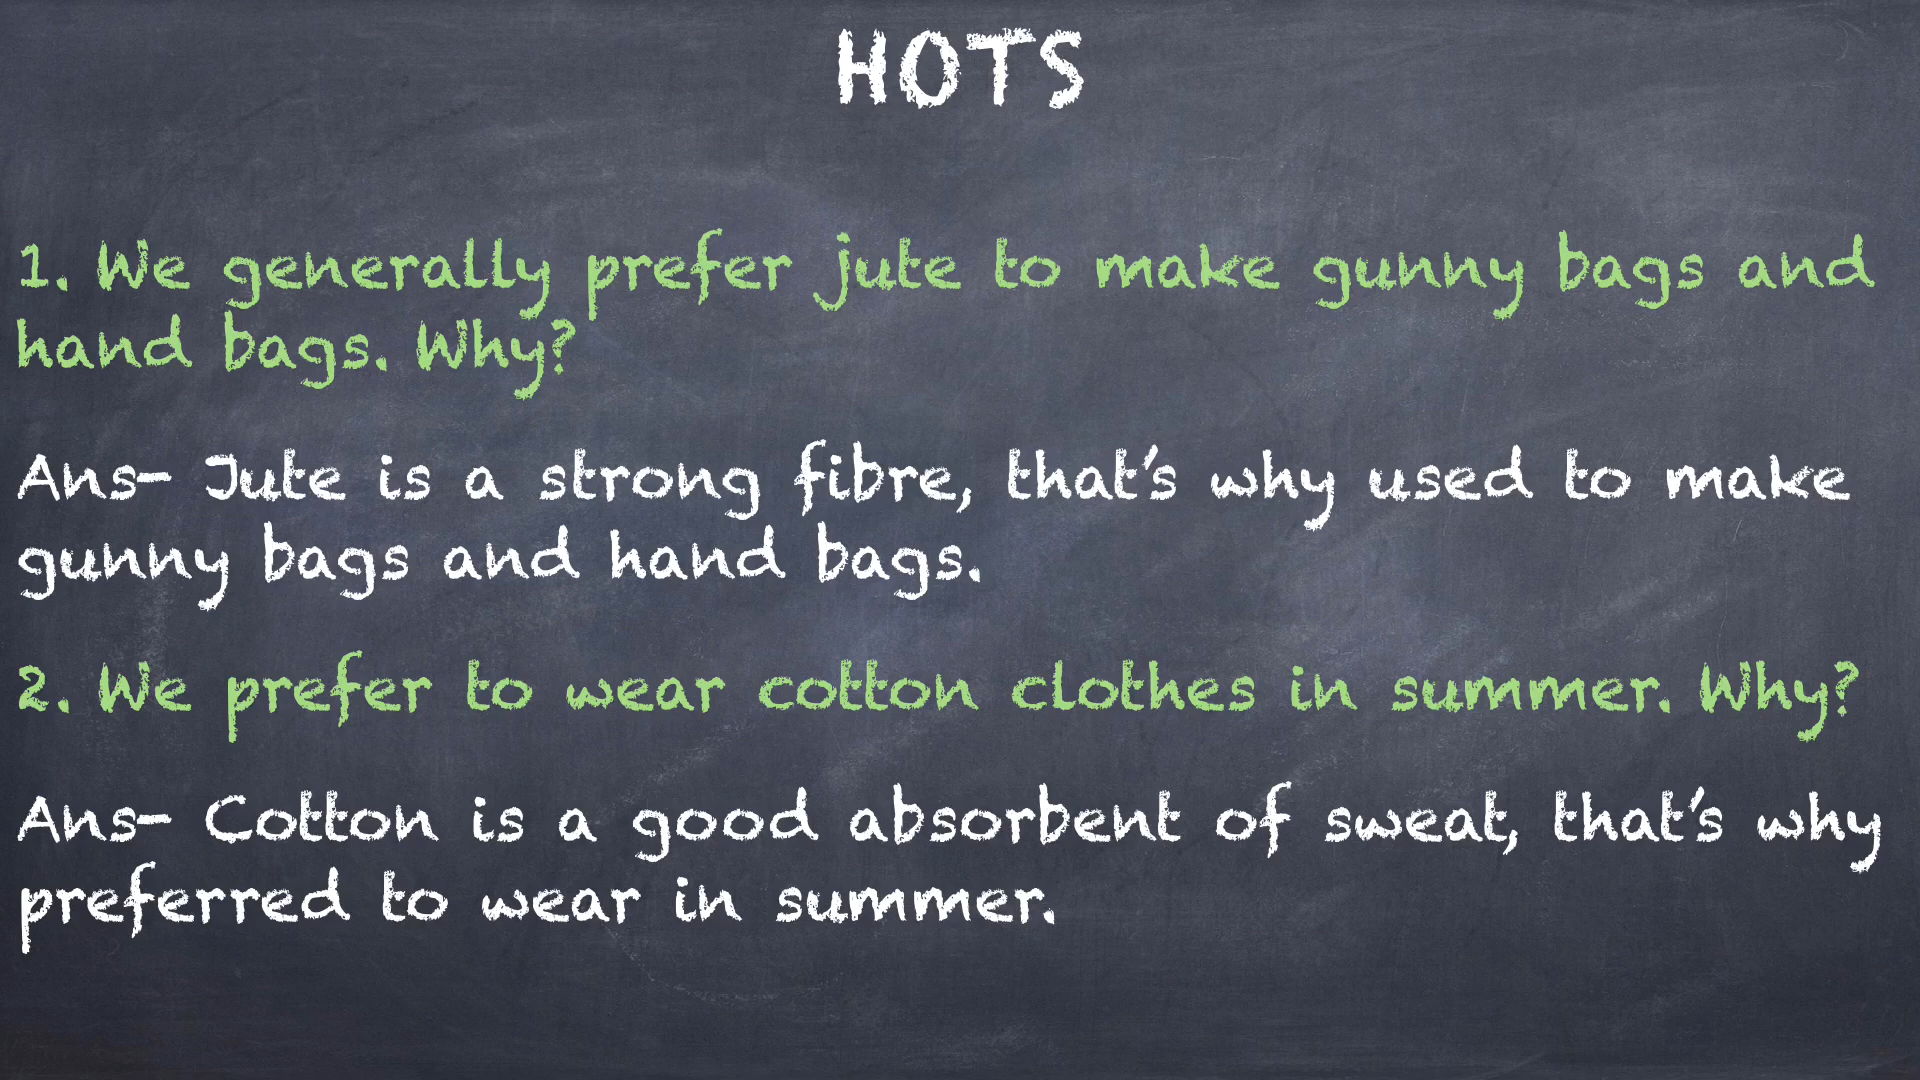 HOTS
1. We generally prefer jute to make gunny bags and
hand bags. Why?
Ans- Jute is a strong fibre, that's why used to make
gunny bags and hand bags.
2. We prefer to wear cotton clothes in summer. Why?
Ans- Cotton is a good absorbent of sweat, that's why
preferred to wear in summer.